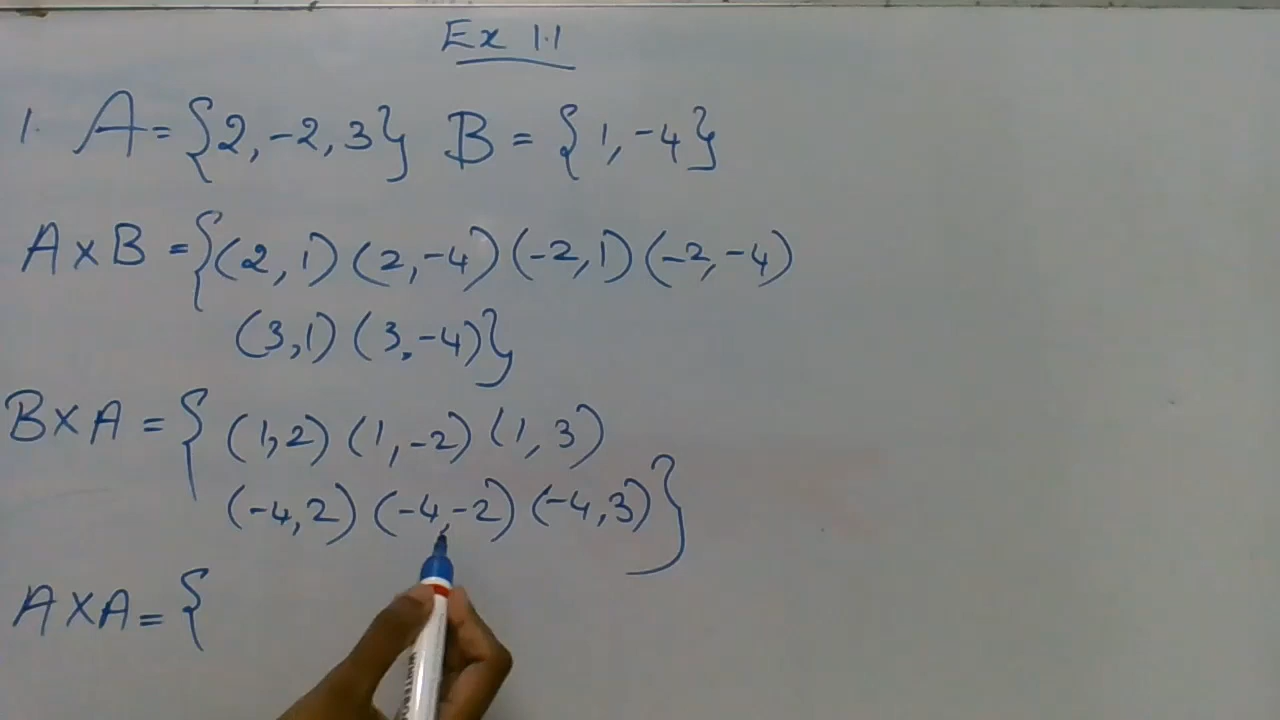 Ex 1.1
1. A = {2, -2, 3} B = {1, -4}
A × B = {(2, 1) (2, -4) (-2, 1) (-2, -4)
(3, 1) (3, -4)}
B × A = { (1, 2) (1, -2) (1, 3)
(-4, 2) (-4, -2) (-4, 3)}
A × A = {